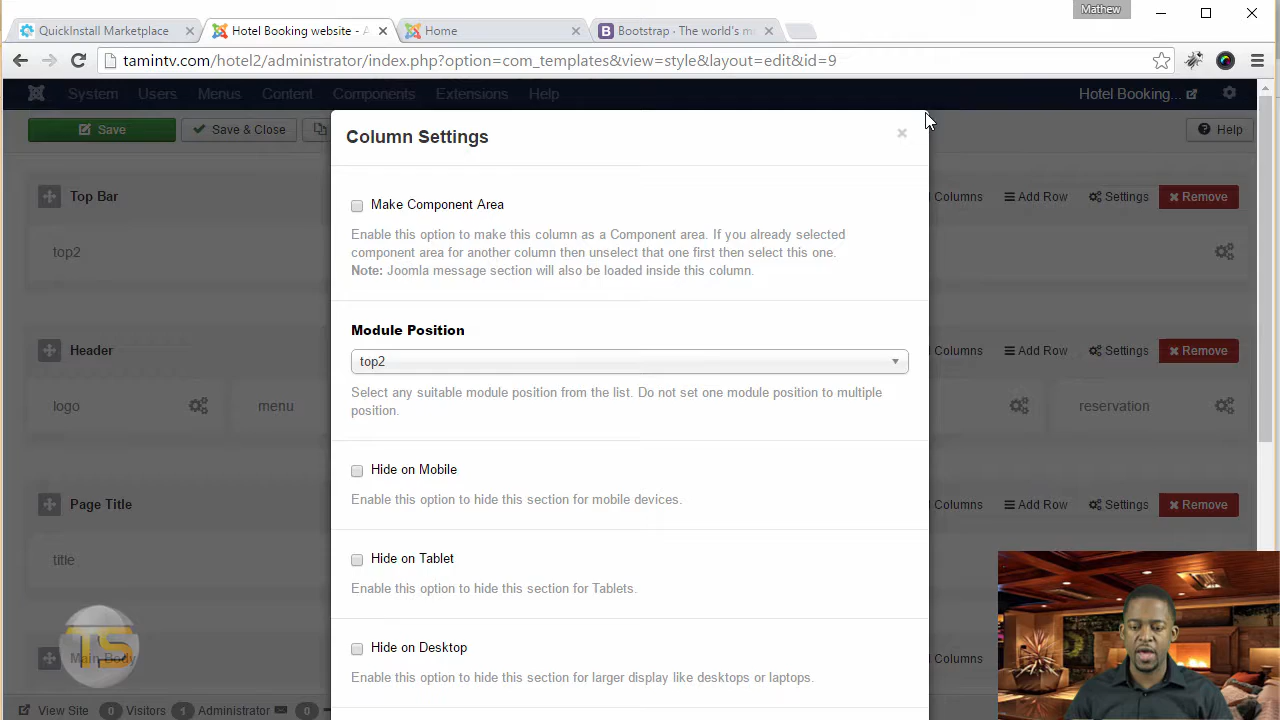 Mathew
QuickInstall Marketplace
Hotel Booking website - A
Home
Bootstrap · The world's m
tamintv.com/hotel2/administrator/index.php?option=com_templates&view=style&layout=edit&id=9
System Users Menus Content Components Extensions Help Hotel Booking...
Save Save & Close Help
Column Settings ×
Top Bar Columns Add Row Settings Remove
top2
Make Component Area
Enable this option to make this column as a Component area. If you already selected
component area for another column then unselect that one first then select this one.
Note: Joomla message section will also be loaded inside this column.
Module Position
top2
Select any suitable module position from the list. Do not set one module position to multiple
position.
Header Columns Add Row Settings Remove
logo menu reservation
Hide on Mobile
Enable this option to hide this section for mobile devices.
Page Title Columns Add Row Settings Remove
title
Hide on Tablet
Enable this option to hide this section for Tablets.
Hide on Desktop
Enable this option to hide this section for larger display like desktops or laptops.
Main Body Columns
TS
View Site 0 Visitors 1 Administrator 0